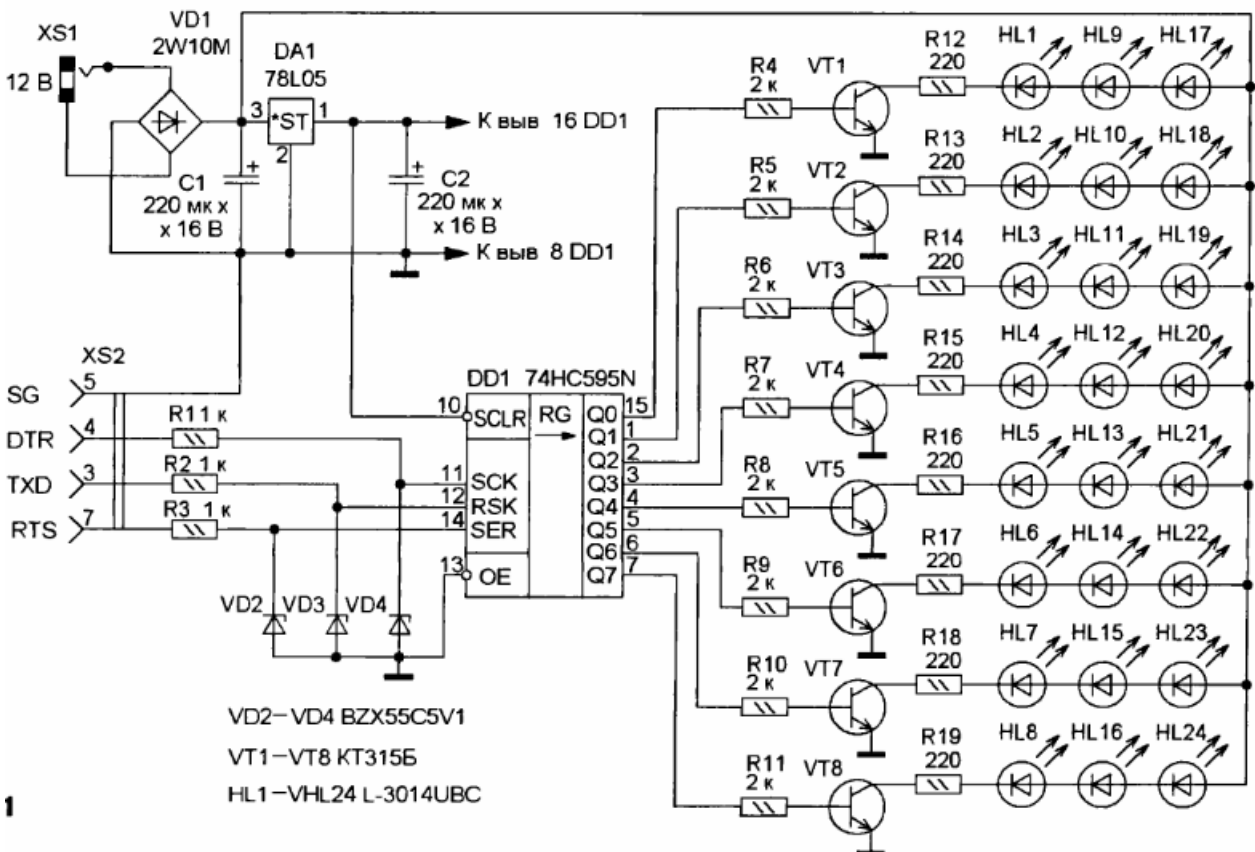 XS1
12 В
VD1
2W10M
DA1
78L05
3
*ST
1
2
К выв 16 DD1
+
C1
220 мк х
х 16 В
+
C2
220 мк х
х 16 В
К выв 8 DD1
XS2
SG 5
DTR 4
TXD 3
RTS 7
R1 1 к
R2 1 к
R3 1 к
DD1 74HC595N
10 SCLR
11 SCK
12 RSK
14 SER
13 OE
RG
Q0 15
Q1 1
Q2 2
Q3 3
Q4 4
Q5 5
Q6 6
Q7 7
VD2 VD3 VD4
R4
2 к
VT1
R12
220
HL1 HL9 HL17
R5
2 к
VT2
R13
220
HL2 HL10 HL18
R6
2 к
VT3
R14
220
HL3 HL11 HL19
R7
2 к
VT4
R15
220
HL4 HL12 HL20
R8
2 к
VT5
R16
220
HL5 HL13 HL21
R9
2 к
VT6
R17
220
HL6 HL14 HL22
R10
2 к
VT7
R18
220
HL7 HL15 HL23
R11
2 к
VT8
R19
220
HL8 HL16 HL24
VD2–VD4 BZX55C5V1
VT1–VT8 КТ315Б
HL1–VHL24 L-3014UBC
1